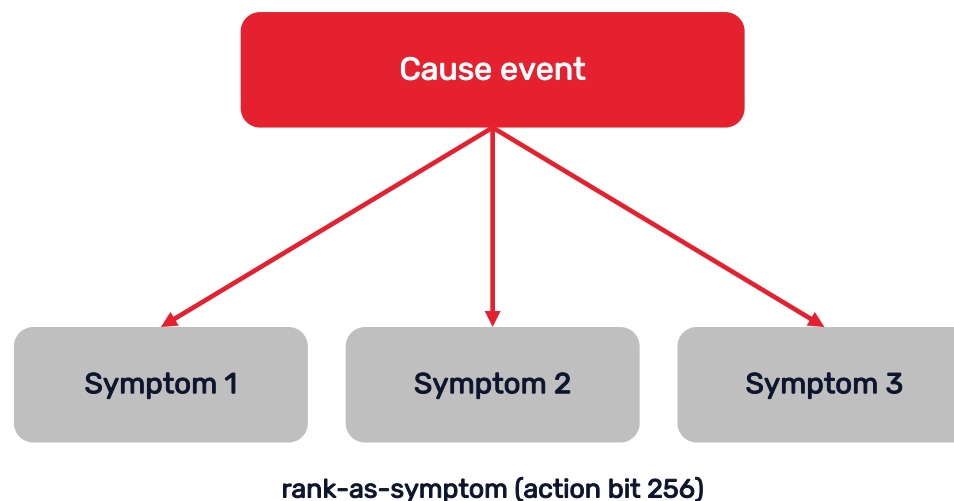 Cause event
Symptom 1
Symptom 2
Symptom 3
rank-as-symptom (action bit 256)